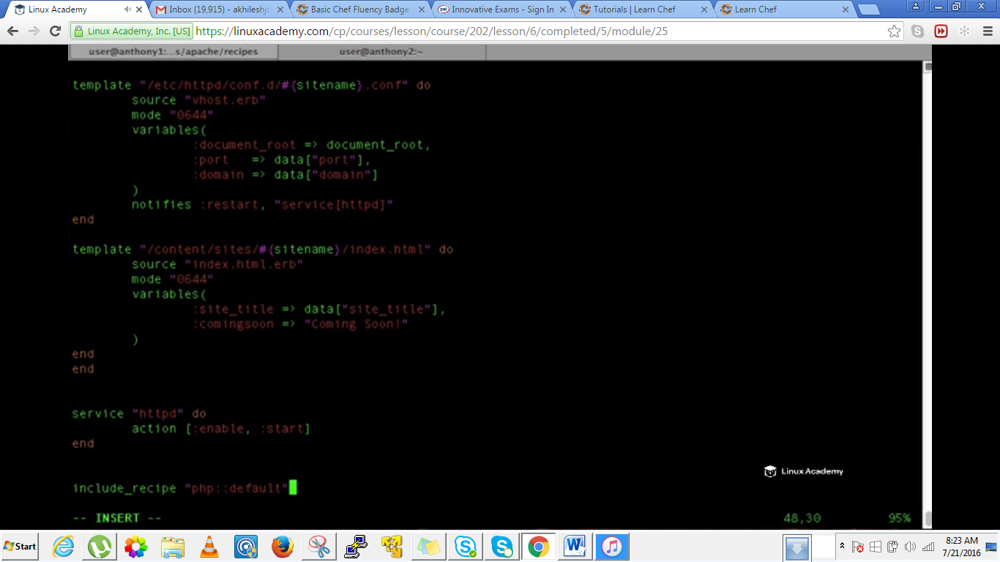 Linux Academy
Inbox (19,915) - akhileshjo
Basic Chef Fluency Badge
Innovative Exams - Sign In
Tutorials | Learn Chef
Learn Chef
Linux Academy, Inc. [US] https://linuxacademy.com/cp/courses/lesson/course/202/lesson/6/completed/5/module/25
user@anthony1:...s/apache/recipes
user@anthony2:~
template "/etc/httpd/conf.d/#{sitename}.conf" do
source "vhost.erb"
mode "0644"
variables(
:document_root => document_root,
:port => data["port"],
:domain => data["domain"]
)
notifies :restart, "service[httpd]"
end
template "/content/sites/#{sitename}/index.html" do
source "index.html.erb"
mode "0644"
variables(
:site_title => data["site_title"],
:comingsoon => "Coming Soon!"
)
end
end
service "httpd" do
action [:enable, :start]
end
Linux Academy
include_recipe "php::default"
-- INSERT -- 48,30 95%
Start
8:23 AM
7/21/2016